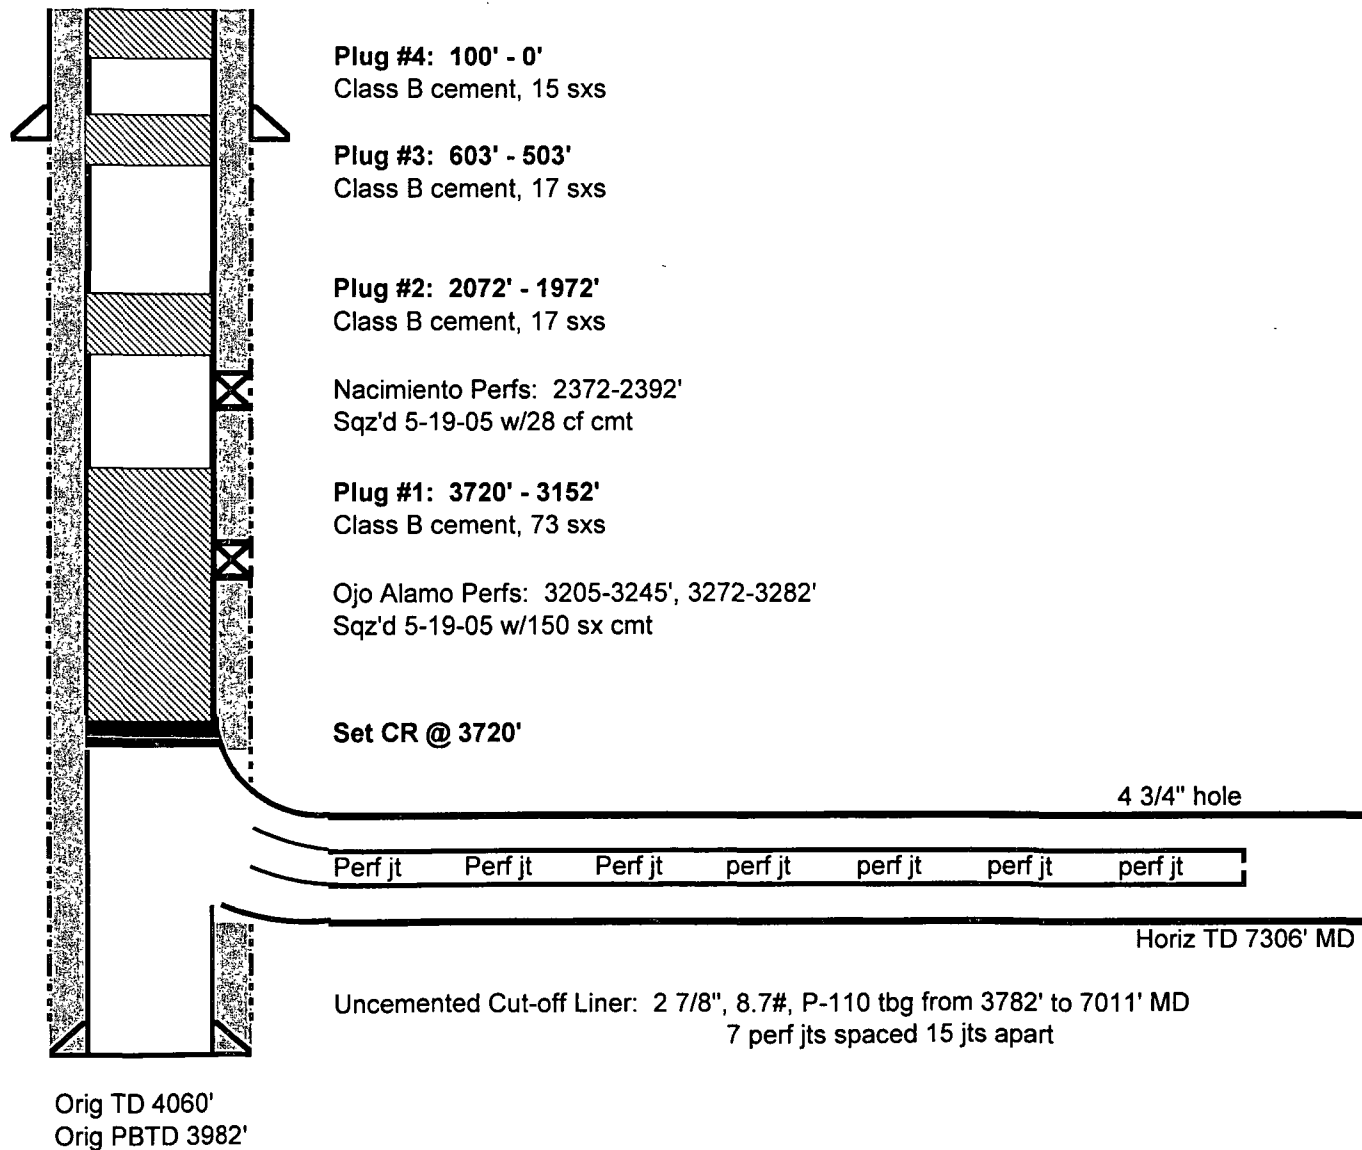 Plug #4: 100' - 0'
Class B cement, 15 sxs
Plug #3: 603' - 503'
Class B cement, 17 sxs
Plug #2: 2072' - 1972'
Class B cement, 17 sxs
Nacimiento Perfs: 2372-2392'
Sqz'd 5-19-05 w/28 cf cmt
Plug #1: 3720' - 3152'
Class B cement, 73 sxs
Ojo Alamo Perfs: 3205-3245', 3272-3282'
Sqz'd 5-19-05 w/150 sx cmt
Set CR @ 3720'
4 3/4" hole
Perf jt Perf jt Perf jt perf jt perf jt perf jt perf jt
Horiz TD 7306' MD
Uncemented Cut-off Liner: 2 7/8", 8.7#, P-110 tbg from 3782' to 7011' MD
7 perf jts spaced 15 jts apart
Orig TD 4060'
Orig PBTD 3982'